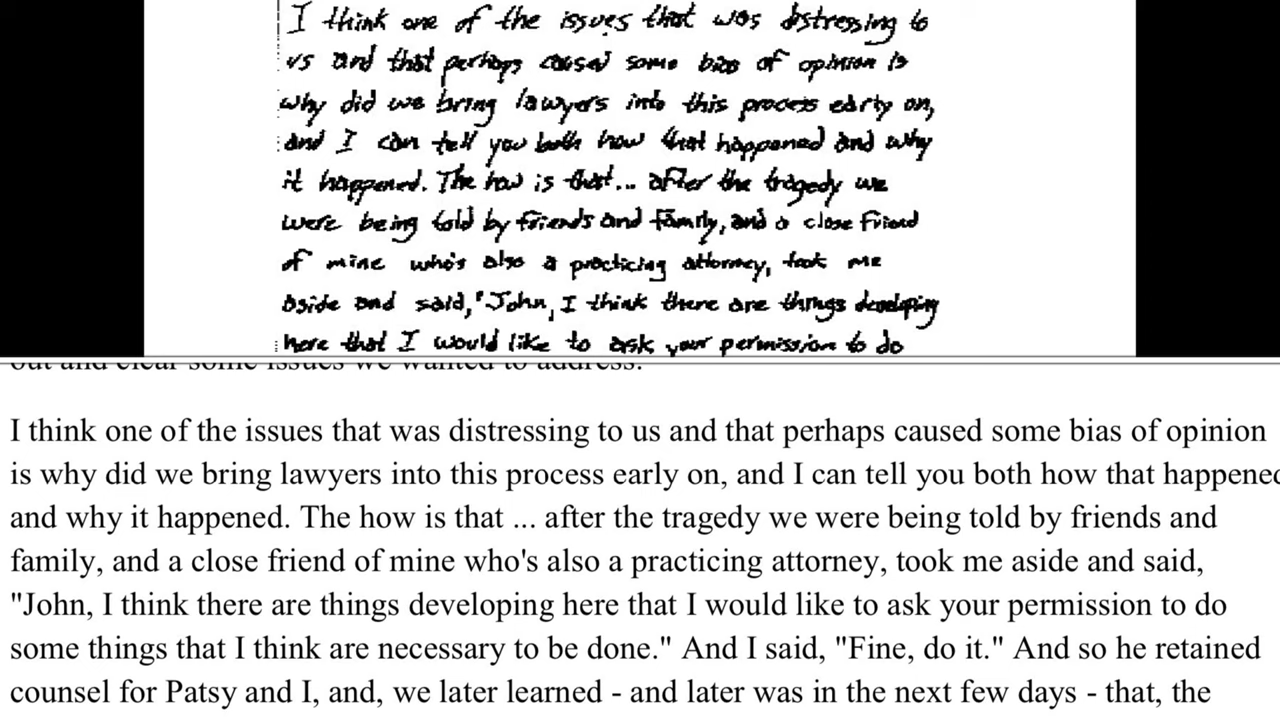 I think one of the issues that was distressing to
us and that perhaps caused some bias of opinion is
why did we bring lawyers into this process early on,
and I can tell you both how that happened and why
it happened. The how is that... after the tragedy we
were being told by friends and family, and a close friend
of mine who's also a practicing attorney, took me
aside and said, "John, I think there are things developing
here that I would like to ask your permission to do
out and clear some issues we wanted to address.
I think one of the issues that was distressing to us and that perhaps caused some bias of opinion
is why did we bring lawyers into this process early on, and I can tell you both how that happened
and why it happened. The how is that ... after the tragedy we were being told by friends and
family, and a close friend of mine who's also a practicing attorney, took me aside and said,
"John, I think there are things developing here that I would like to ask your permission to do
some things that I think are necessary to be done." And I said, "Fine, do it." And so he retained
counsel for Patsy and I, and, we later learned - and later was in the next few days - that, the